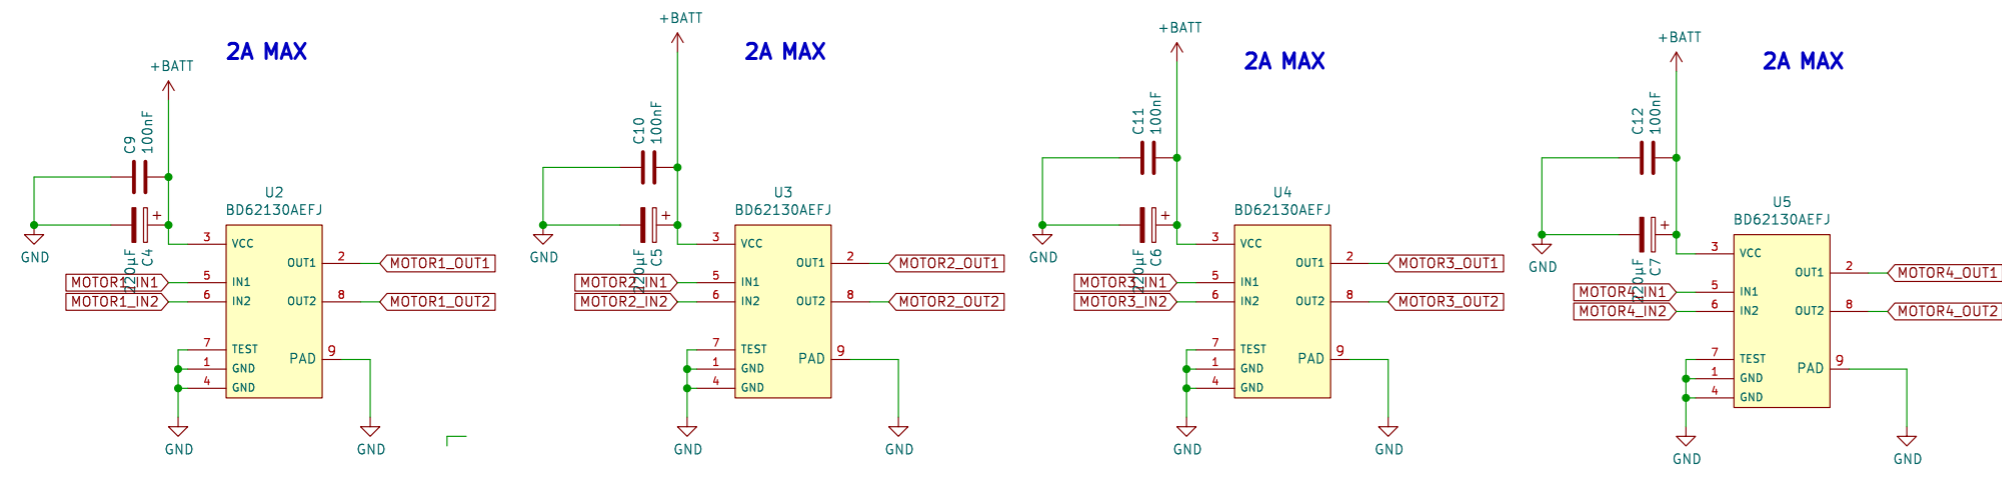 +BATT
2A MAX
C9
100nF
U2
BD62130AEFJ
GND
C4
MOTOR1_IN1
MOTOR1_IN2
3 VCC
5 IN1
6 IN2
7 TEST
1 GND
4 GND
OUT1 2
OUT2 8
PAD 9
MOTOR1_OUT1
MOTOR1_OUT2
GND
GND
+BATT
2A MAX
C10
100nF
U3
BD62130AEFJ
GND
C5
MOTOR2_IN1
MOTOR2_IN2
3 VCC
5 IN1
6 IN2
7 TEST
1 GND
4 GND
OUT1 2
OUT2 8
PAD 9
MOTOR2_OUT1
MOTOR2_OUT2
GND
GND
+BATT
2A MAX
C11
100nF
U4
BD62130AEFJ
GND
C6
MOTOR3_IN1
MOTOR3_IN2
3 VCC
5 IN1
6 IN2
7 TEST
1 GND
4 GND
OUT1 2
OUT2 8
PAD 9
MOTOR3_OUT1
MOTOR3_OUT2
GND
GND
+BATT
2A MAX
C12
100nF
U5
BD62130AEFJ
GND
C7
MOTOR4_IN1
MOTOR4_IN2
3 VCC
5 IN1
6 IN2
7 TEST
1 GND
4 GND
OUT1 2
OUT2 8
PAD 9
MOTOR4_OUT1
MOTOR4_OUT2
GND
GND